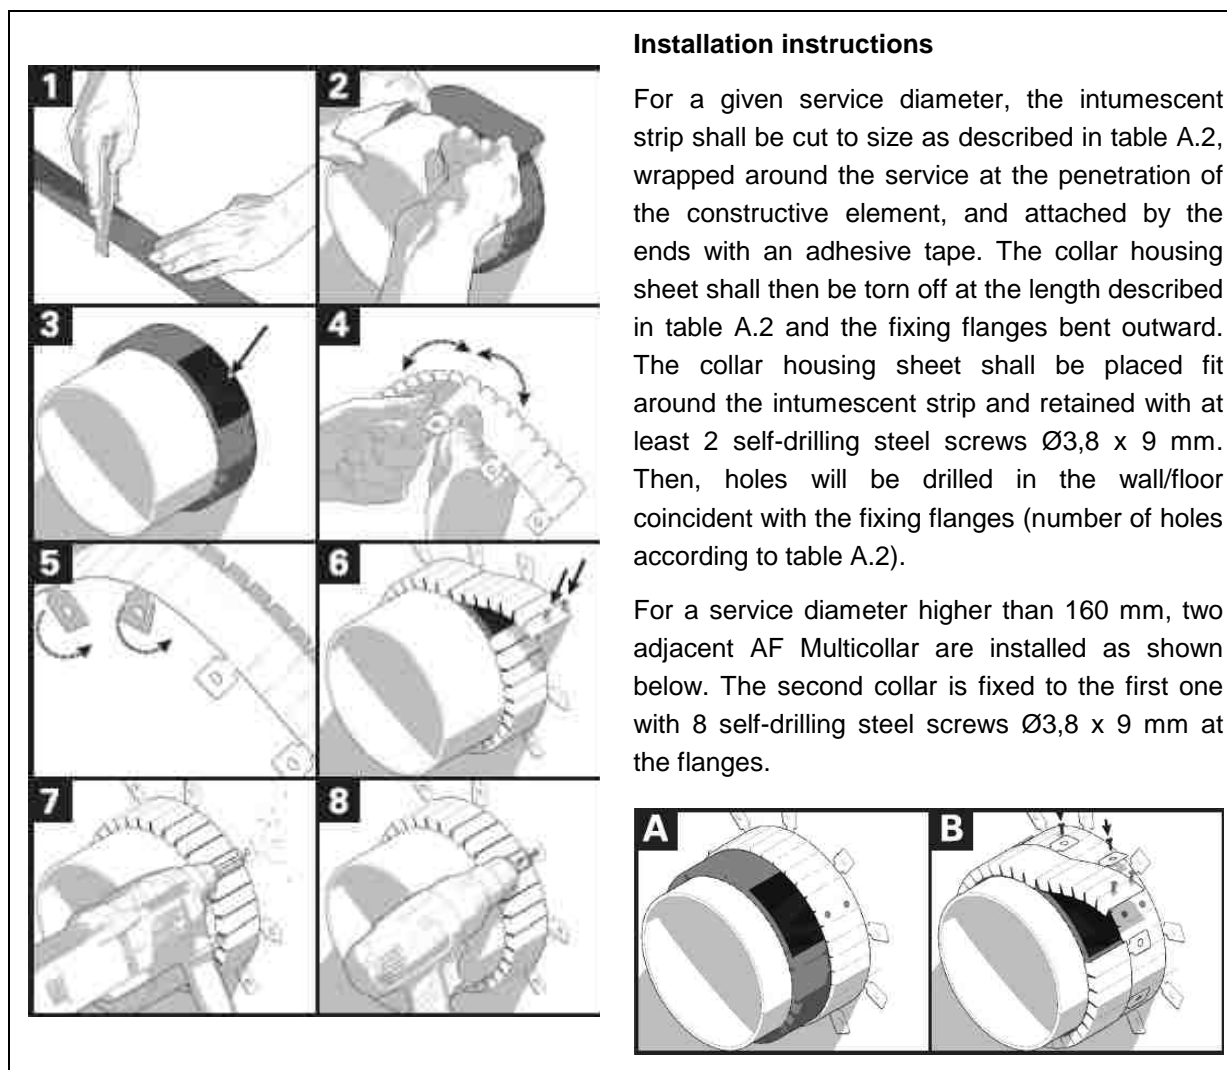 Installation instructions
For a given service diameter, the intumescent
strip shall be cut to size as described in table A.2,
wrapped around the service at the penetration of
the constructive element, and attached by the
ends with an adhesive tape. The collar housing
sheet shall then be torn off at the length described
in table A.2 and the fixing flanges bent outward.
The collar housing sheet shall be placed fit
around the intumescent strip and retained with at
least 2 self-drilling steel screws Ø3,8 x 9 mm.
Then, holes will be drilled in the wall/floor
coincident with the fixing flanges (number of holes
according to table A.2).
For a service diameter higher than 160 mm, two
adjacent AF Multicollar are installed as shown
below. The second collar is fixed to the first one
with 8 self-drilling steel screws Ø3,8 x 9 mm at
the flanges.
1
2
3
4
5
6
7
8
A
B